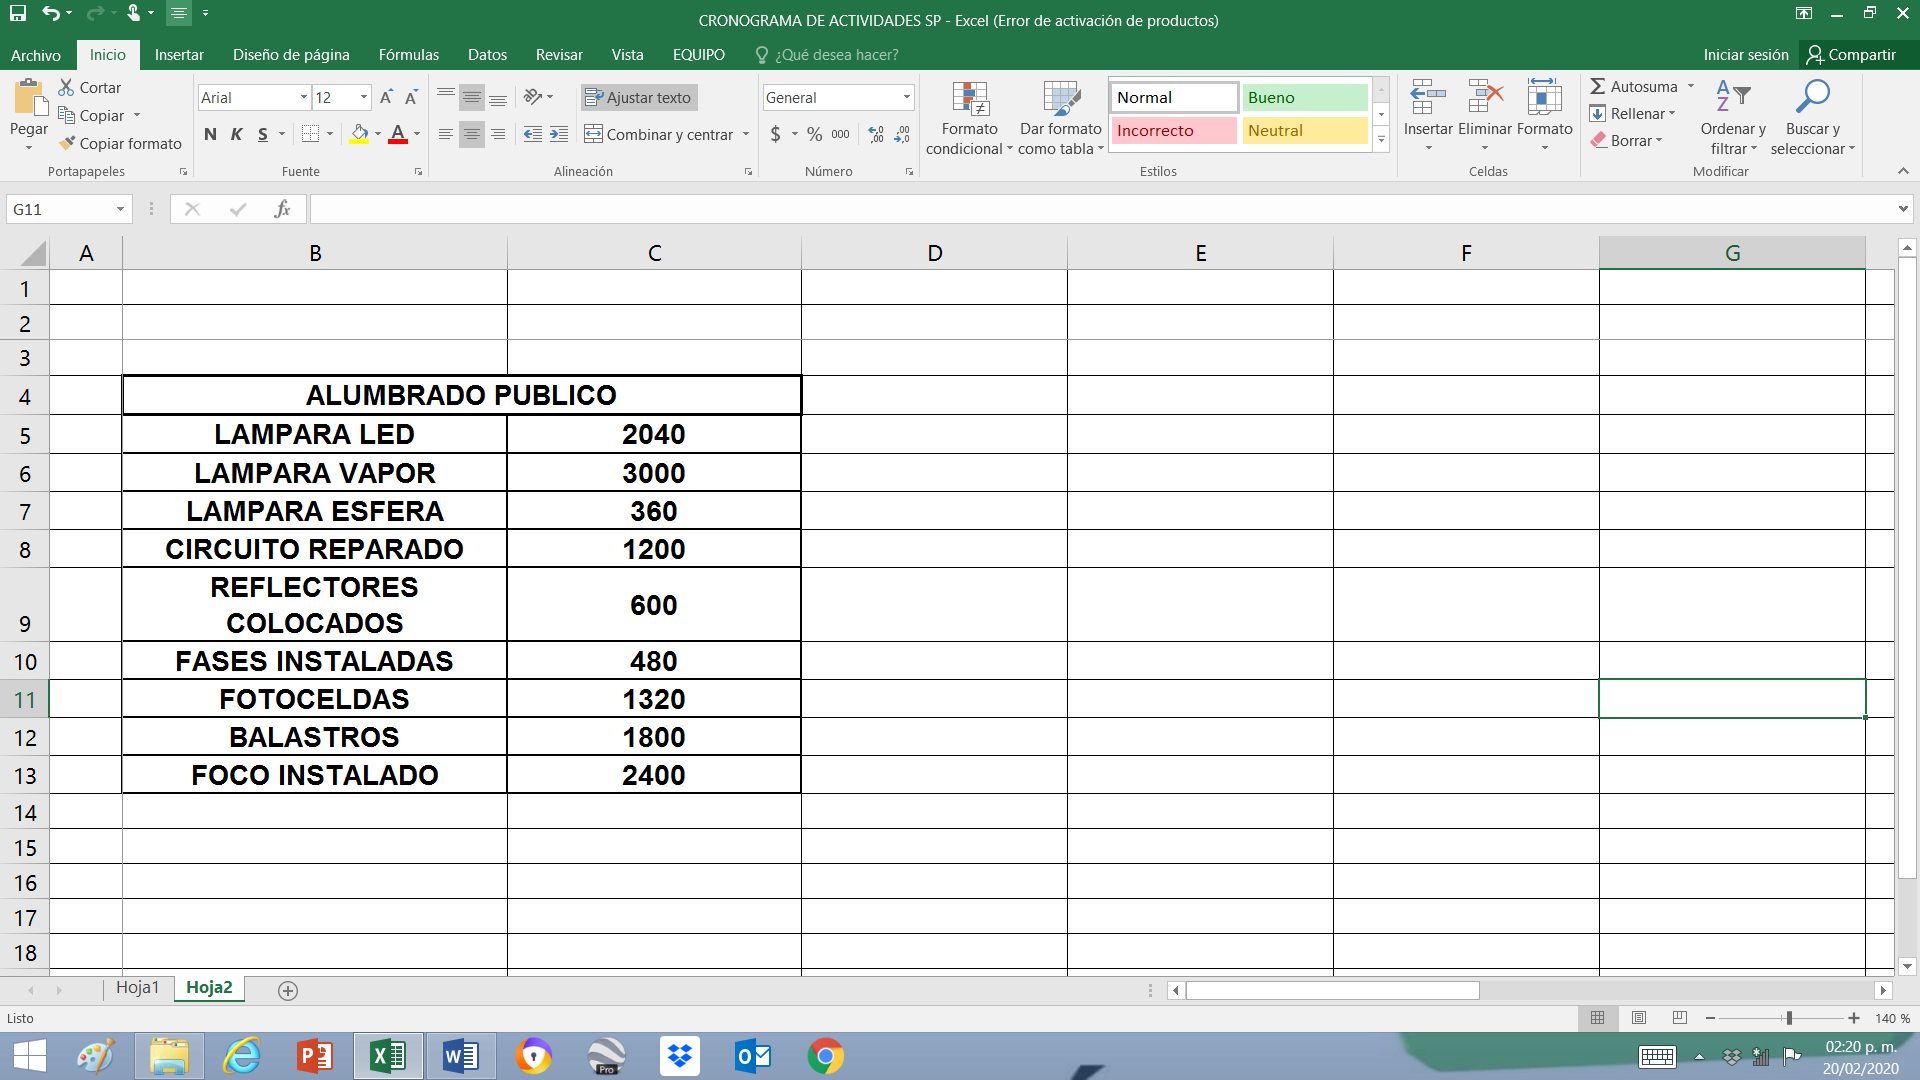 CRONOGRAMA DE ACTIVIDADES SP - Excel (Error de activación de productos)
Archivo Inicio Insertar Diseño de página Fórmulas Datos Revisar Vista EQUIPO ¿Qué desea hacer? Iniciar sesión Compartir
Pegar
Cortar
Copiar
Copiar formato
Portapapeles
Arial 12
N K S A
Fuente
Ajustar texto
Combinar y centrar
Alineación
General
$ % 000
Número
Formato condicional
Dar formato como tabla
Normal Bueno
Incorrecto Neutral
Estilos
Insertar Eliminar Formato
Celdas
Autosuma
Rellenar
Borrar
Ordenar y filtrar
Buscar y seleccionar
Modificar
G11 fx
A B C D E F G
1
2
3
4 ALUMBRADO PUBLICO
5 LAMPARA LED 2040
6 LAMPARA VAPOR 3000
7 LAMPARA ESFERA 360
8 CIRCUITO REPARADO 1200
9 REFLECTORES COLOCADOS 600
10 FASES INSTALADAS 480
11 FOTOCELDAS 1320
12 BALASTROS 1800
13 FOCO INSTALADO 2400
14
15
16
17
18
Hoja1 Hoja2
Listo 140 %
Pro
02:20 p. m.
20/02/2020